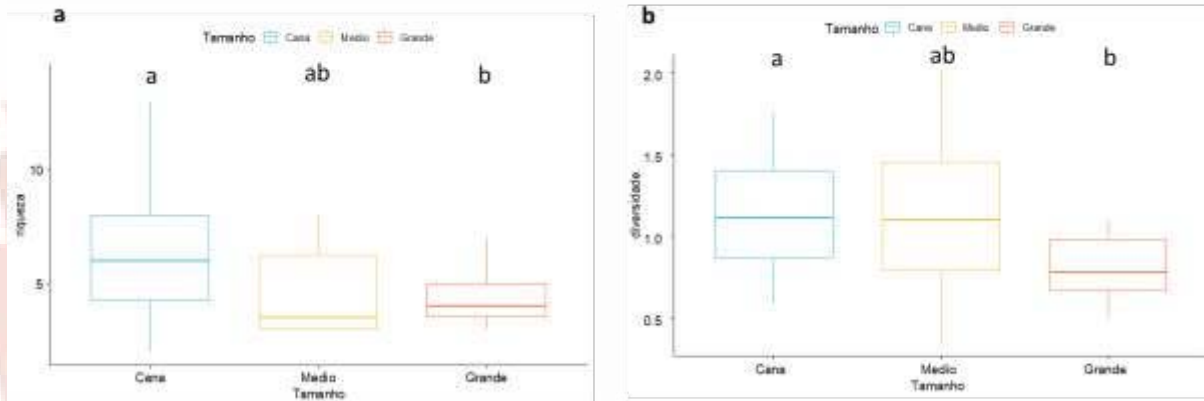 a
Tamanho Cana Medio Grande
a ab b
10
5
riqueza
Cana Medio Grande
Tamanho
b
Tamanho Cana Medio Grande
a ab b
2.0
1.5
1.0
0.5
diversidade
Cana Medio Grande
Tamanho